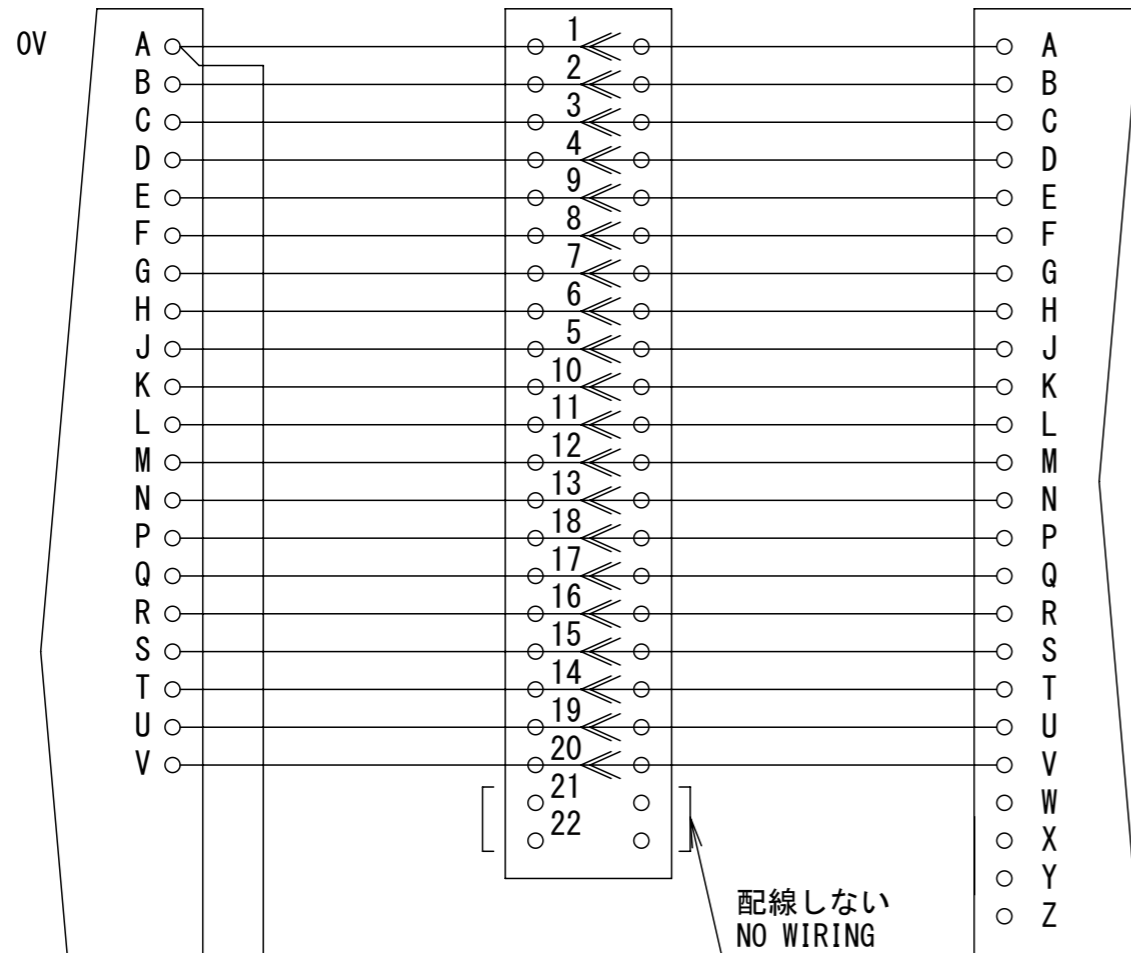 0V A 1 A
B 2 B
C 3 C
D 4 D
E 9 E
F 8 F
G 7 G
H 6 H
J 5 J
K 10 K
L 11 L
M 12 M
N 13 N
P 18 P
Q 17 Q
R 16 R
S 15 S
T 14 T
U 19 U
V 20 V
21 W
22 X
Y
Z
配線しない
NO WIRING